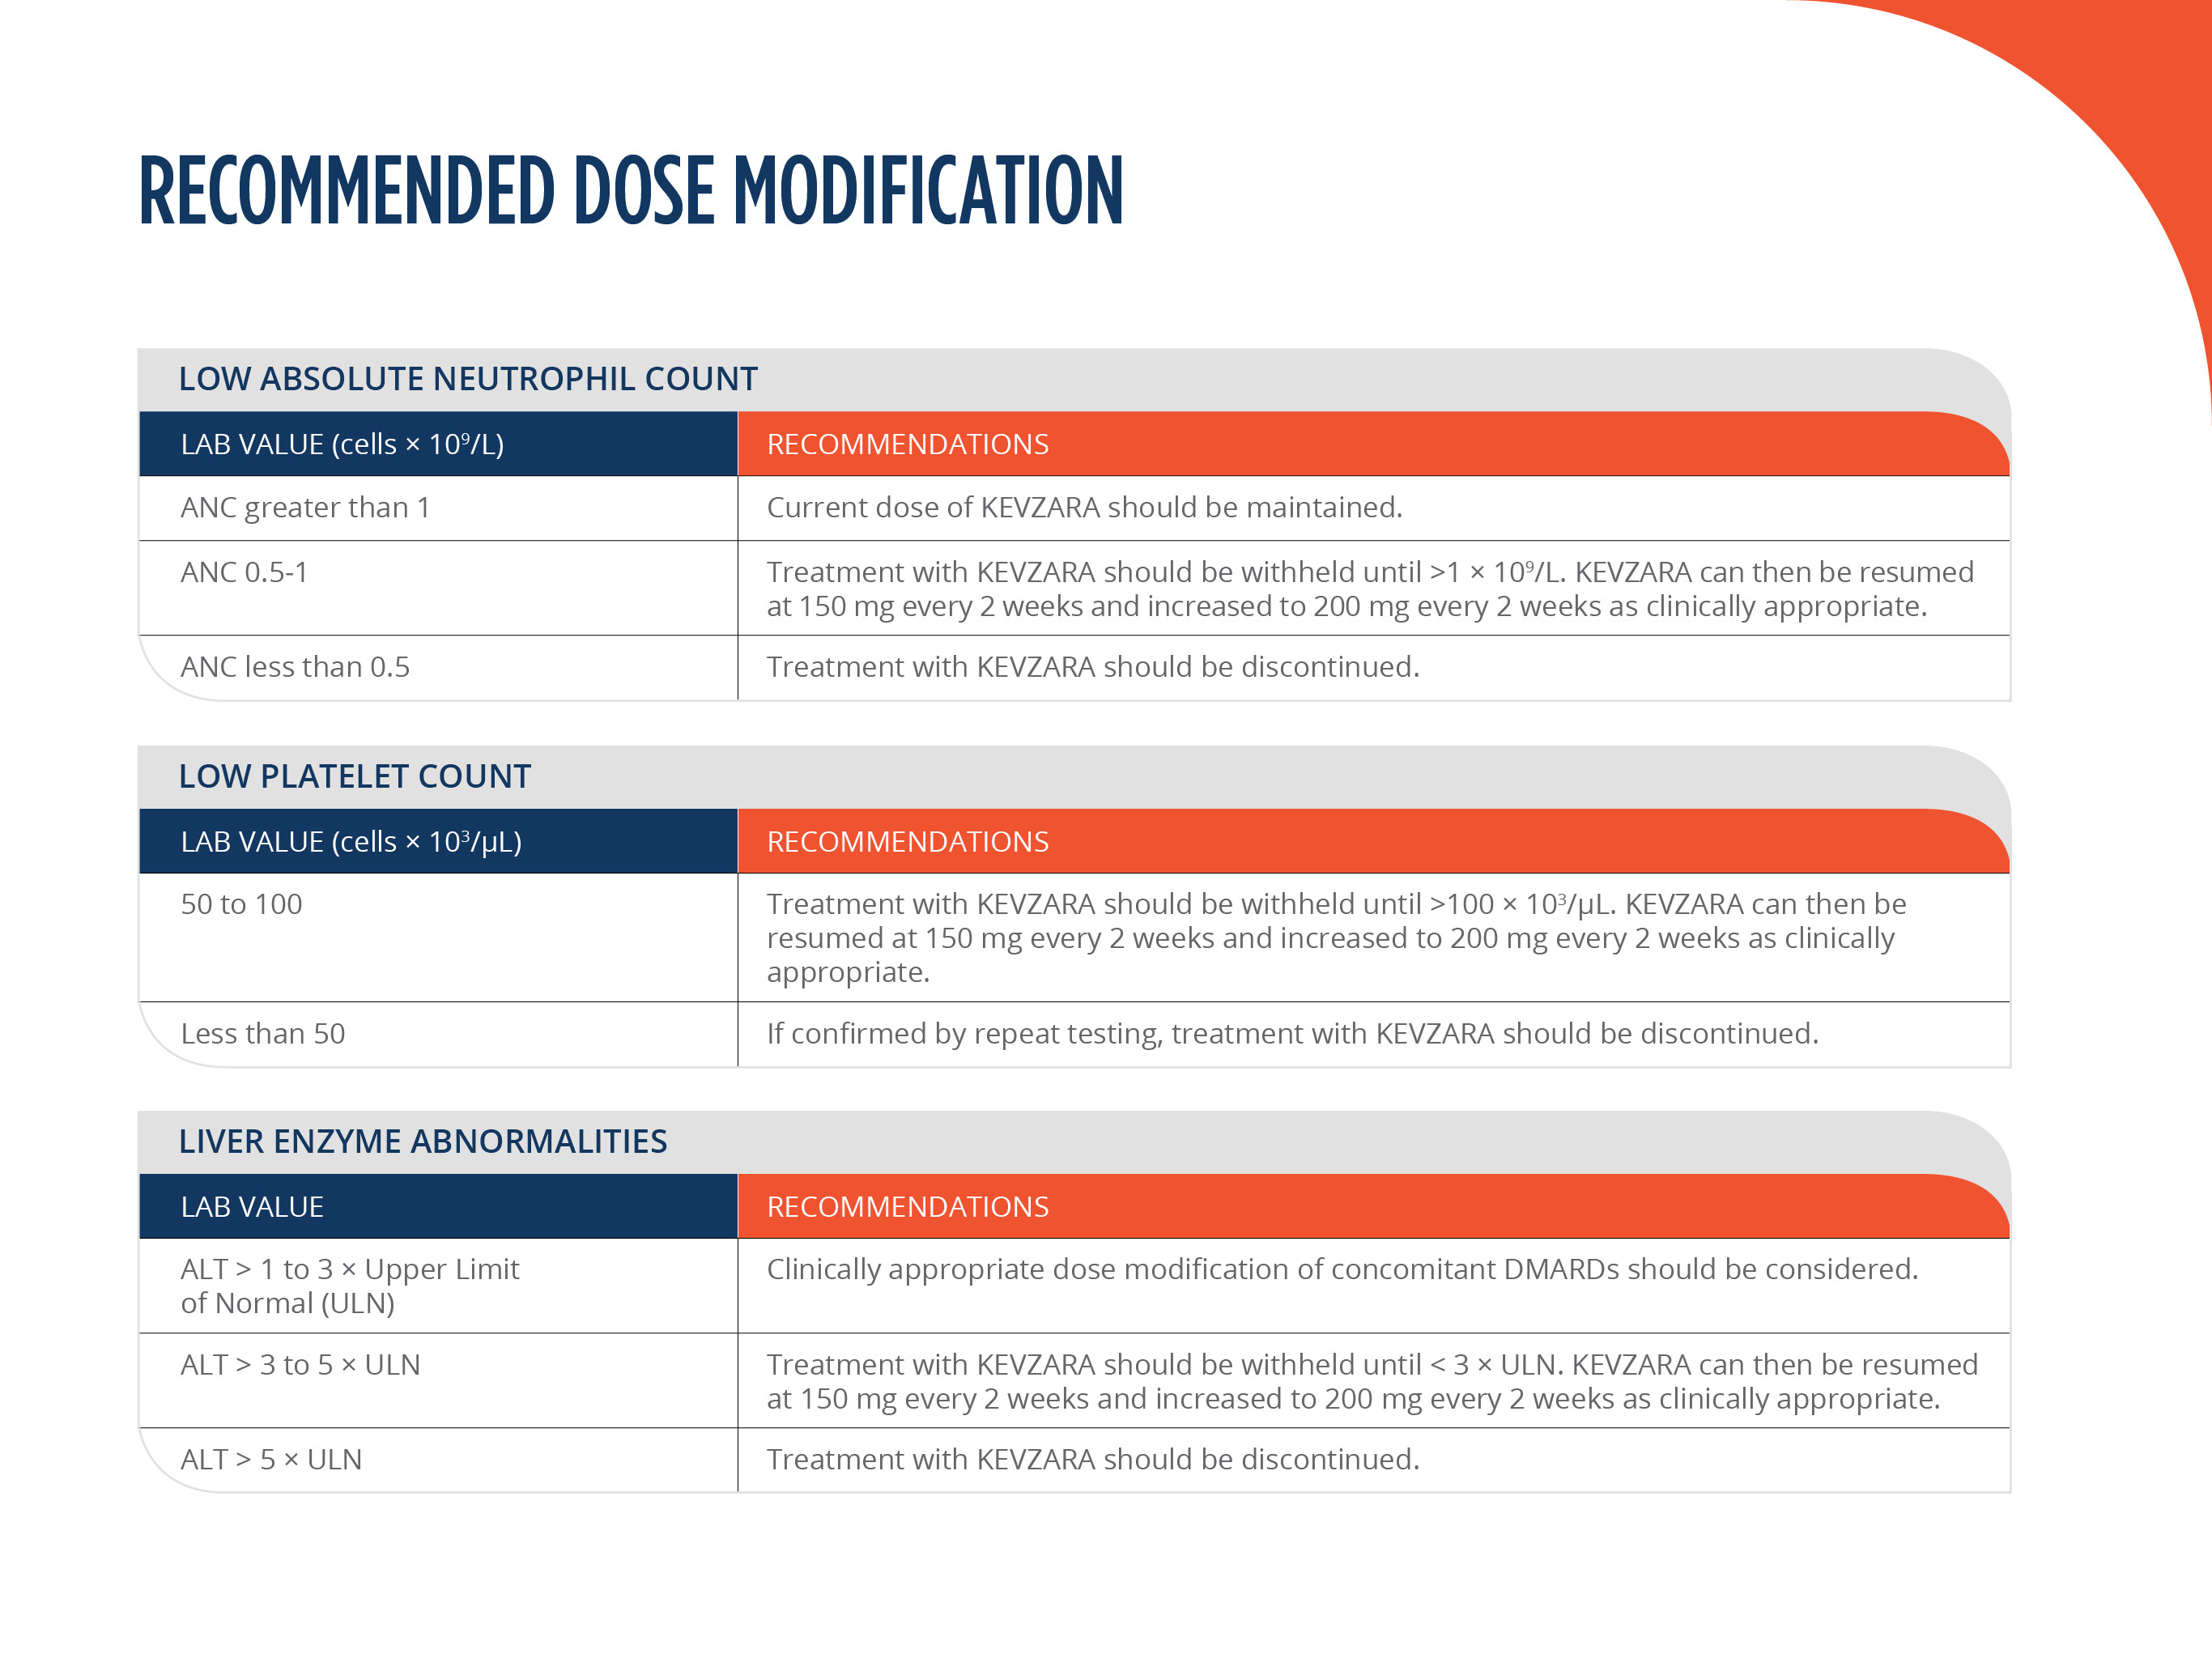 RECOMMENDED DOSE MODIFICATION
LOW ABSOLUTE NEUTROPHIL COUNT
LAB VALUE (cells × 10⁹/L)
RECOMMENDATIONS
ANC greater than 1
Current dose of KEVZARA should be maintained.
ANC 0.5-1
Treatment with KEVZARA should be withheld until >1 × 10⁹/L. KEVZARA can then be resumed
at 150 mg every 2 weeks and increased to 200 mg every 2 weeks as clinically appropriate.
ANC less than 0.5
Treatment with KEVZARA should be discontinued.
LOW PLATELET COUNT
LAB VALUE (cells × 10³/μL)
RECOMMENDATIONS
50 to 100
Treatment with KEVZARA should be withheld until >100 × 10³/μL. KEVZARA can then be
resumed at 150 mg every 2 weeks and increased to 200 mg every 2 weeks as clinically
appropriate.
Less than 50
If confirmed by repeat testing, treatment with KEVZARA should be discontinued.
LIVER ENZYME ABNORMALITIES
LAB VALUE
RECOMMENDATIONS
ALT > 1 to 3 × Upper Limit
of Normal (ULN)
Clinically appropriate dose modification of concomitant DMARDs should be considered.
ALT > 3 to 5 × ULN
Treatment with KEVZARA should be withheld until < 3 × ULN. KEVZARA can then be resumed
at 150 mg every 2 weeks and increased to 200 mg every 2 weeks as clinically appropriate.
ALT > 5 × ULN
Treatment with KEVZARA should be discontinued.